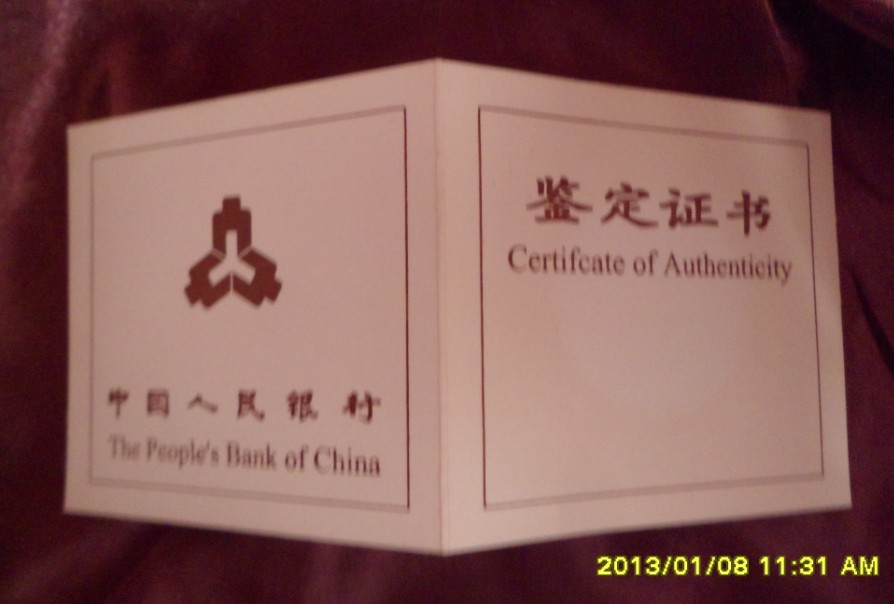 中国人民银行
The People's Bank of China
鉴定证书
Certifcate of Authenticity
2013/01/08 11:31 AM